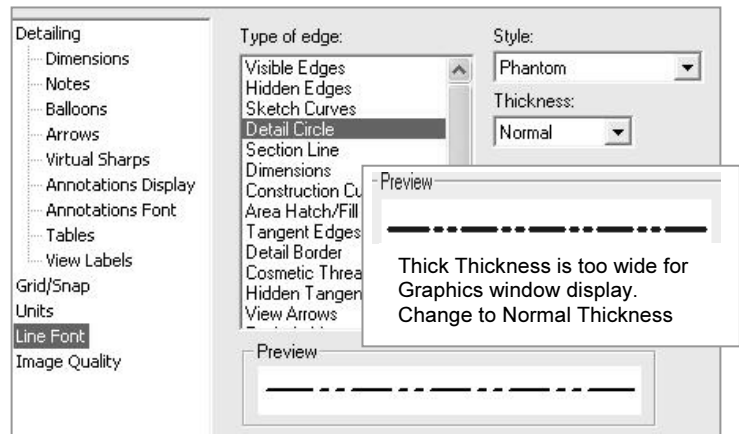 Detailing
Dimensions
Notes
Balloons
Arrows
Virtual Sharps
Annotations Display
Annotations Font
Tables
View Labels
Grid/Snap
Units
Line Font
Image Quality
Type of edge:
Visible Edges
Hidden Edges
Sketch Curves
Detail Circle
Section Line
Dimensions
Construction Cu
Area Hatch/Fill
Tangent Edges
Detail Border
Cosmetic Threa
Hidden Tangen
View Arrows
Style:
Phantom
Thickness:
Normal
Preview
Thick Thickness is too wide for
Graphics window display.
Change to Normal Thickness
Preview